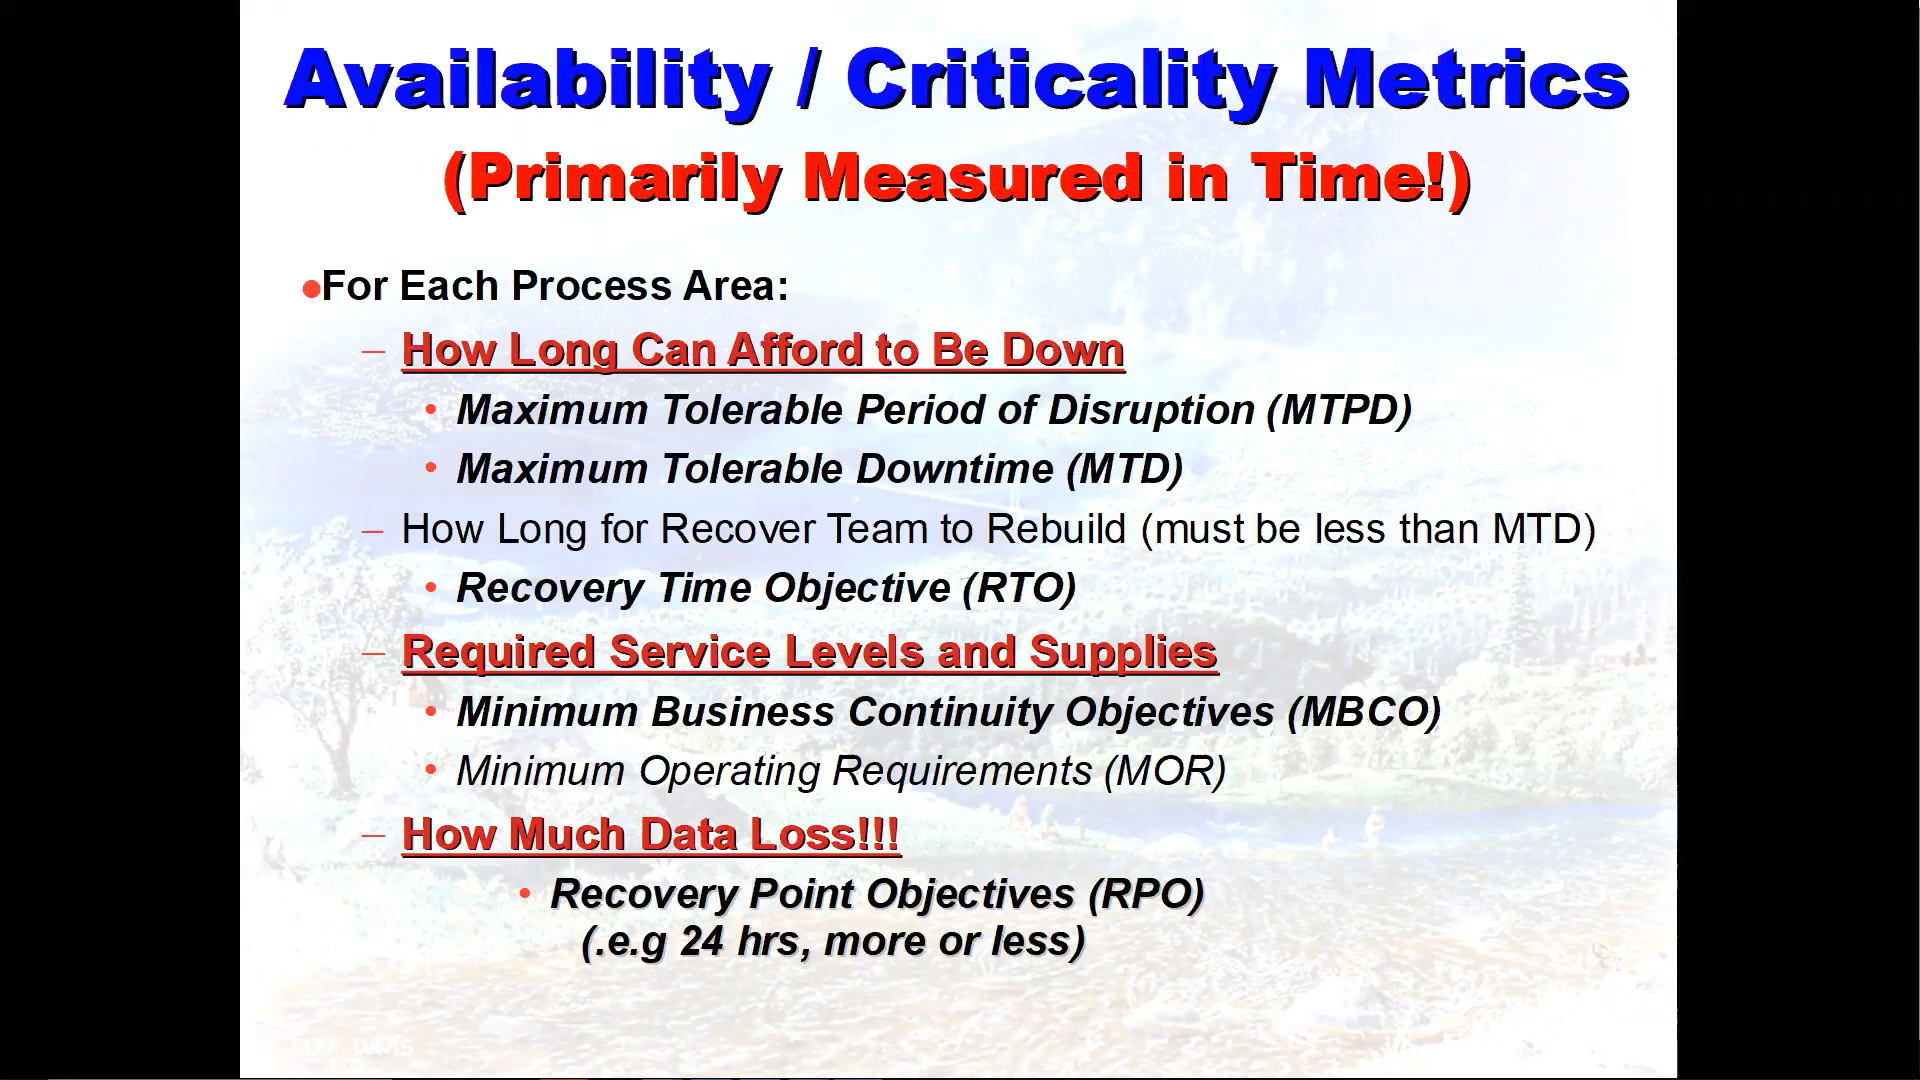 Availability / Criticality Metrics
(Primarily Measured in Time!)
●For Each Process Area:
– How Long Can Afford to Be Down
• Maximum Tolerable Period of Disruption (MTPD)
• Maximum Tolerable Downtime (MTD)
– How Long for Recover Team to Rebuild (must be less than MTD)
• Recovery Time Objective (RTO)
– Required Service Levels and Supplies
• Minimum Business Continuity Objectives (MBCO)
• Minimum Operating Requirements (MOR)
– How Much Data Loss!!!
• Recovery Point Objectives (RPO)
(.e.g 24 hrs, more or less)